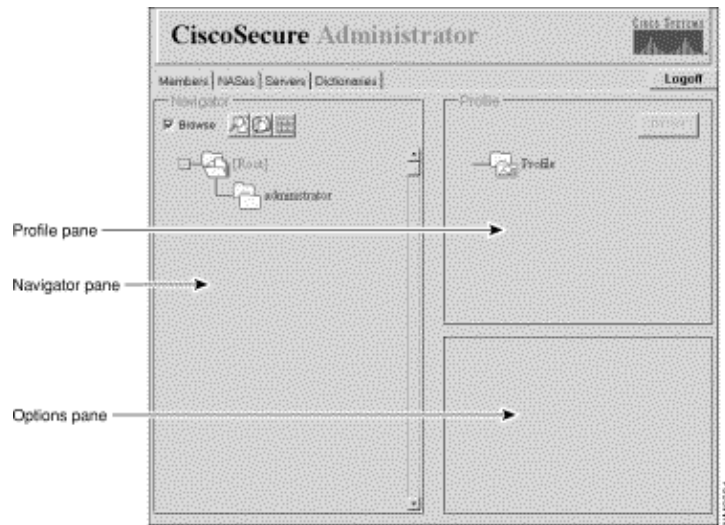 CiscoSecure Administrator
CISCO SYSTEMS
Members NASes Servers Dictionaries
Logoff
Navigator
Profile
Browse
[Root]
administrator
Profile
Profile pane
Navigator pane
Options pane